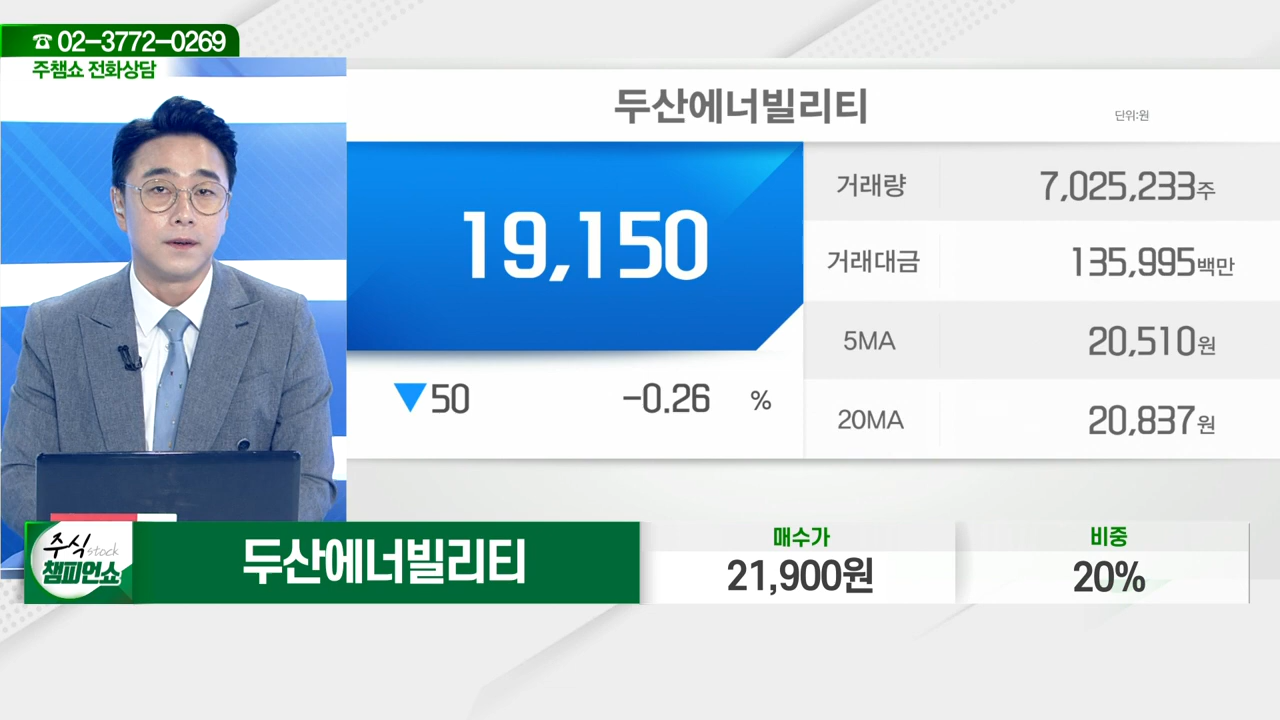 ☎ 02-3772-0269
주챔쇼 전화상담
두산에너빌리티
단위:원
19,150
▼50 -0.26 %
거래량 7,025,233주
거래대금 135,995백만
5MA 20,510원
20MA 20,837원
주식 stock
챔피언쇼
두산에너빌리티
매수가
21,900원
비중
20%